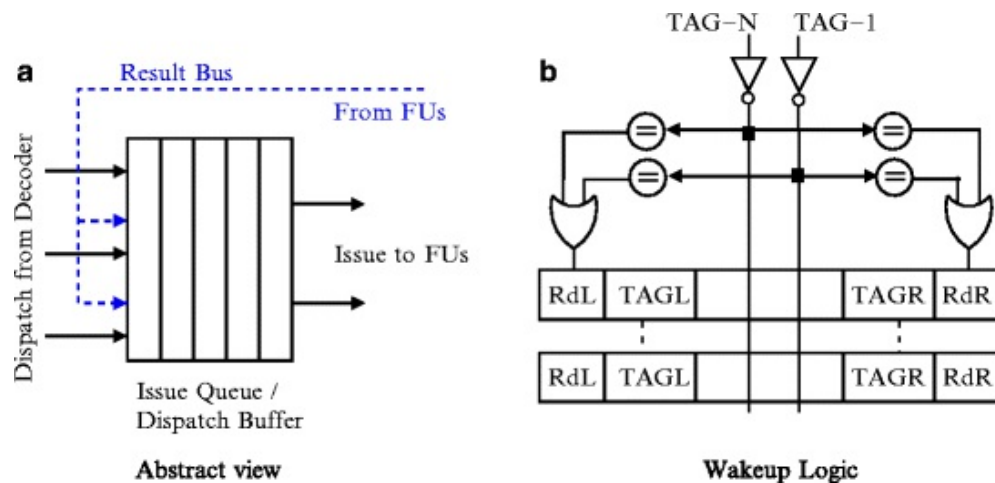 a
Result Bus
From FUs
Dispatch from Decoder
Issue to FUs
Issue Queue /
Dispatch Buffer
Abstract view
b
TAG-N TAG-1
= =
= =
RdL TAGL TAGR RdR
RdL TAGL TAGR RdR
Wakeup Logic